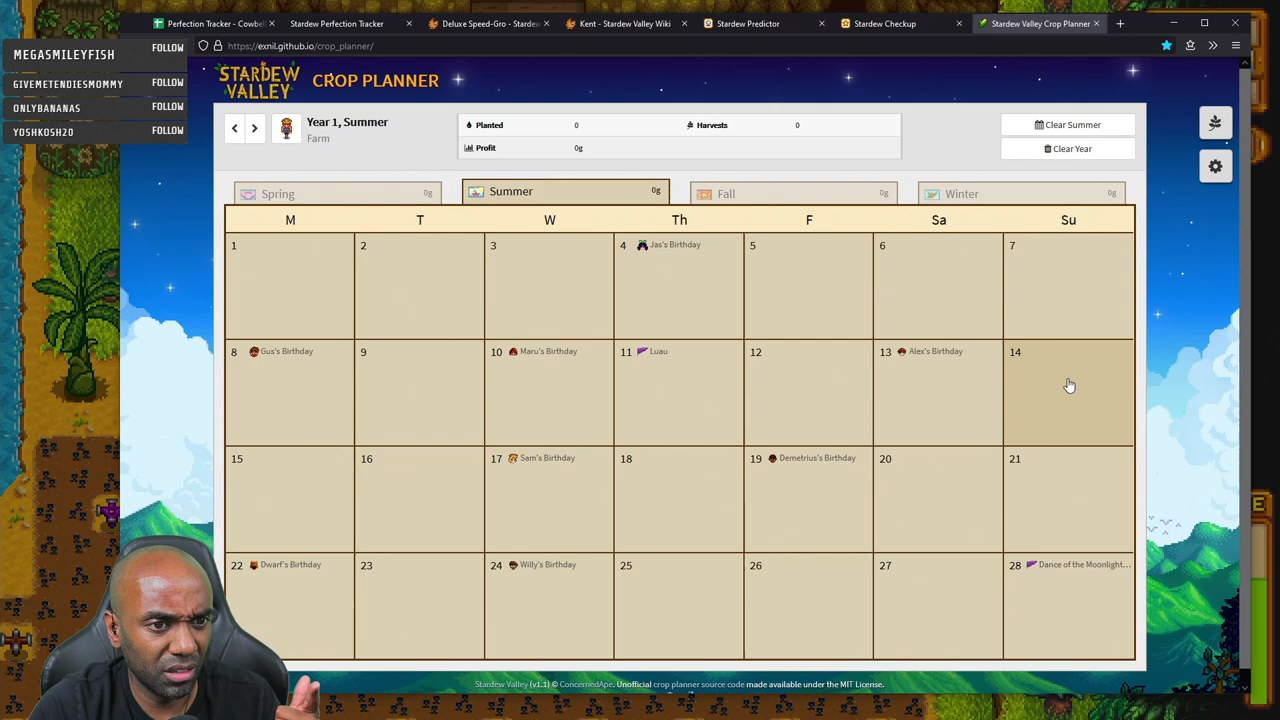 Perfection Tracker - Cowbel
Stardew Perfection Tracker
Deluxe Speed-Gro - Stardew
Kent - Stardew Valley Wiki
Stardew Predictor
Stardew Checkup
Stardew Valley Crop Planner
https://exnil.github.io/crop_planner/
MEGASMILEYFISH FOLLOW
GIVEMETENDIESMOMMY FOLLOW
ONLYBANANAS FOLLOW
YOSHKOSH20 FOLLOW
STARDEW VALLEY
CROP PLANNER
Year 1, Summer
Farm
Planted 0
Harvests 0
Profit 0g
Clear Summer
Clear Year
Spring 0g
Summer 0g
Fall 0g
Winter 0g
M T W Th F Sa Su
1 2 3 4 Jas's Birthday 5 6 7
8 Gus's Birthday 9 10 Maru's Birthday 11 Luau 12 13 Alex's Birthday 14
15 16 17 Sam's Birthday 18 19 Demetrius's Birthday 20 21
22 Dwarf's Birthday 23 24 Willy's Birthday 25 26 27 28 Dance of the Moonlight...
Stardew Valley (v1.1) © ConcernedApe. Unofficial crop planner source code made available under the MIT License.
E